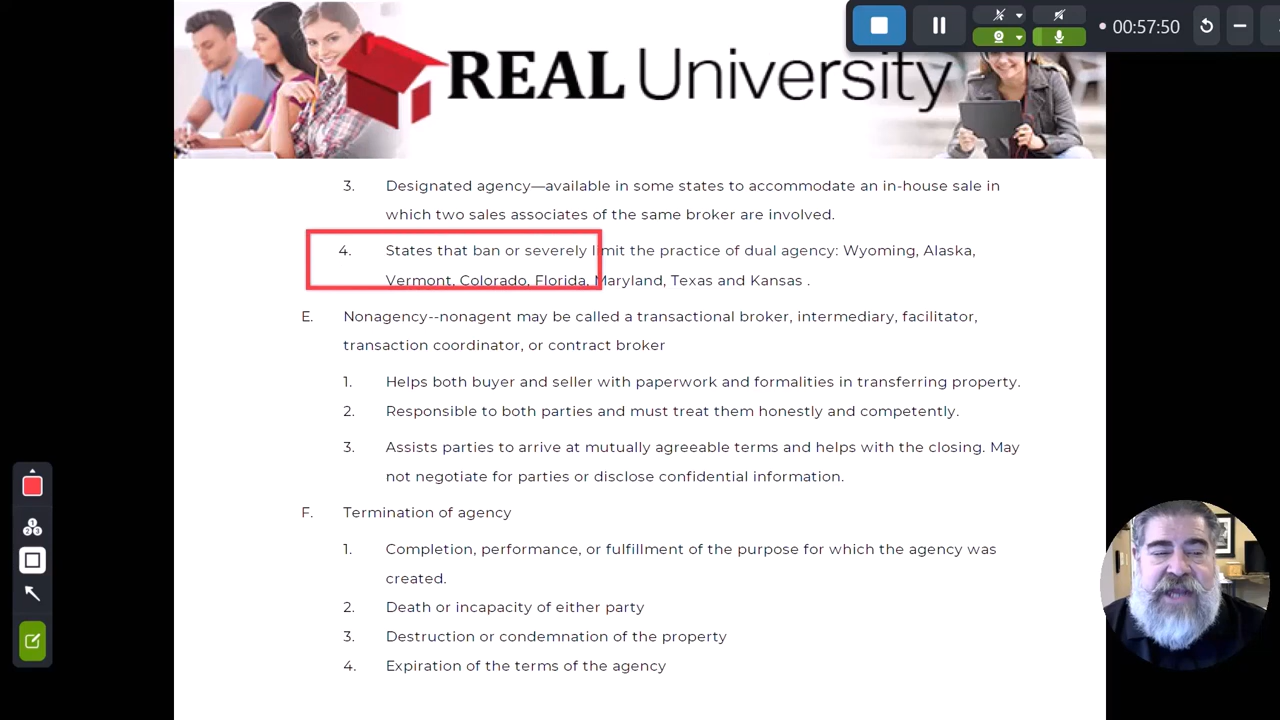 00:57:50
REAL University
3. Designated agency—available in some states to accommodate an in-house sale in
which two sales associates of the same broker are involved.
4. States that ban or severely limit the practice of dual agency: Wyoming, Alaska,
Vermont, Colorado, Florida, Maryland, Texas and Kansas .
E. Nonagency--nonagent may be called a transactional broker, intermediary, facilitator,
transaction coordinator, or contract broker
1. Helps both buyer and seller with paperwork and formalities in transferring property.
2. Responsible to both parties and must treat them honestly and competently.
3. Assists parties to arrive at mutually agreeable terms and helps with the closing. May
not negotiate for parties or disclose confidential information.
F. Termination of agency
1. Completion, performance, or fulfillment of the purpose for which the agency was
created.
2. Death or incapacity of either party
3. Destruction or condemnation of the property
4. Expiration of the terms of the agency